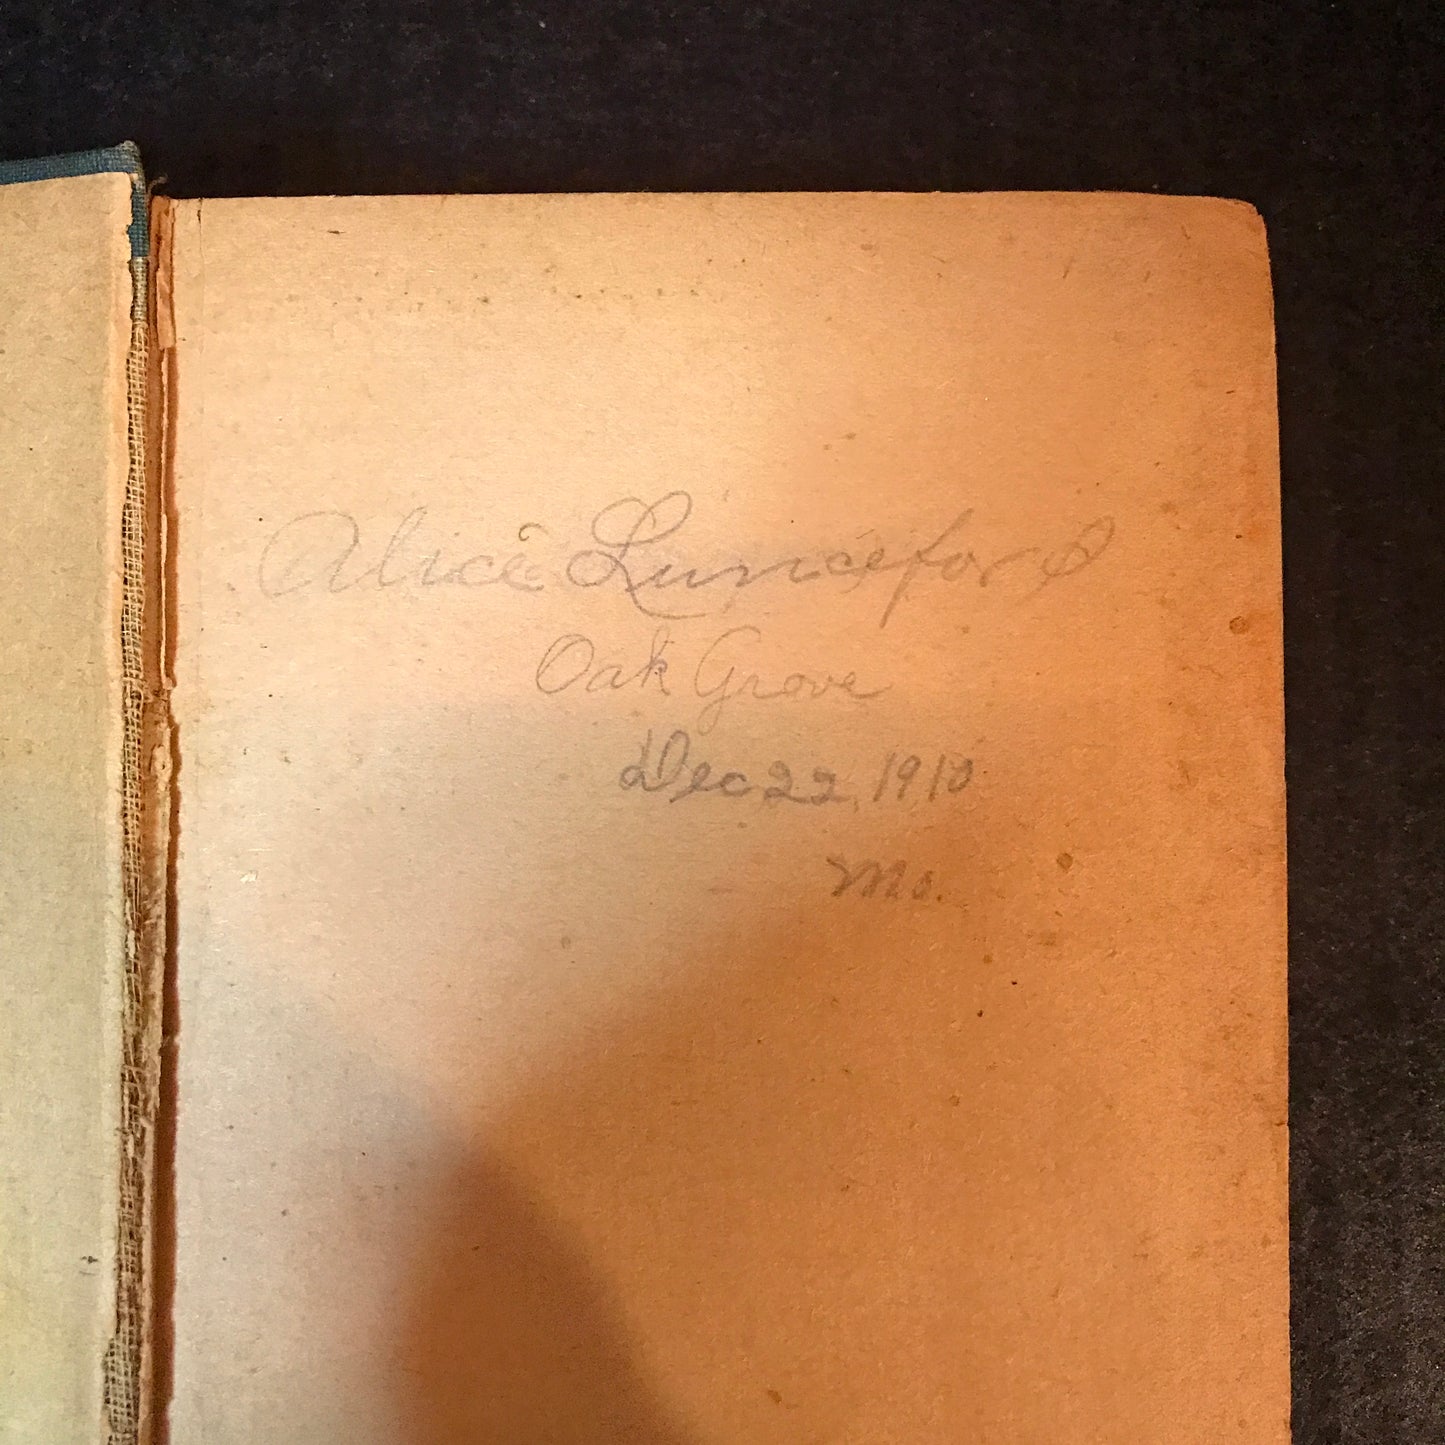 Alice Lunceford
Oak Grove
Dec 22, 1910
Mo.